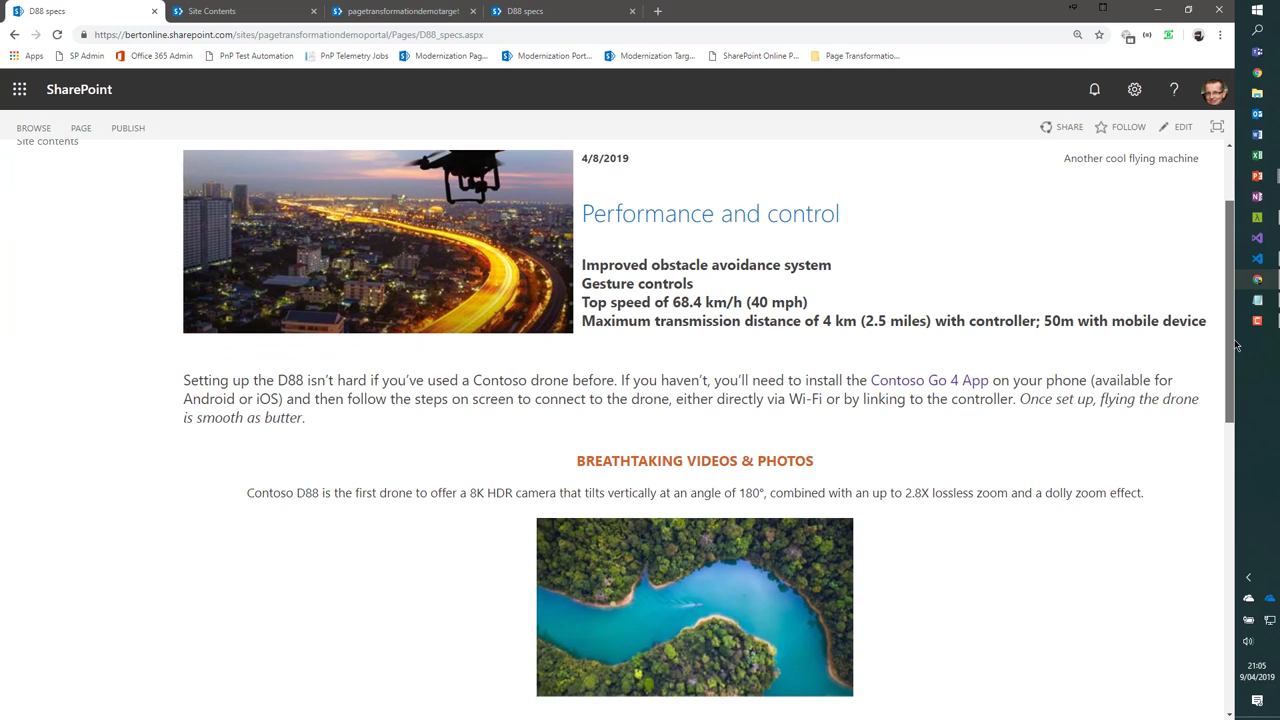 D88 specs
Site Contents
pagetransformationdemotarget
D88 specs
https://bertonline.sharepoint.com/sites/pagetransformationdemoportal/Pages/D88_specs.aspx
Apps
SP Admin
Office 365 Admin
PnP Test Automation
PnP Telemetry Jobs
Modernization Pag...
Modernization Port...
Modernization Targ...
SharePoint Online P...
Page Transformatio...
SharePoint
BROWSE
PAGE
PUBLISH
SHARE
FOLLOW
EDIT
Site contents
4/8/2019
Another cool flying machine
Performance and control
Improved obstacle avoidance system
Gesture controls
Top speed of 68.4 km/h (40 mph)
Maximum transmission distance of 4 km (2.5 miles) with controller; 50m with mobile device
Setting up the D88 isn’t hard if you’ve used a Contoso drone before. If you haven’t, you’ll need to install the Contoso Go 4 App on your phone (available for
Android or iOS) and then follow the steps on screen to connect to the drone, either directly via Wi-Fi or by linking to the controller. Once set up, flying the drone
is smooth as butter.
BREATHTAKING VIDEOS & PHOTOS
Contoso D88 is the first drone to offer a 8K HDR camera that tilts vertically at an angle of 180°, combined with an up to 2.8X lossless zoom and a dolly zoom effect.
21:05
9/04/2019